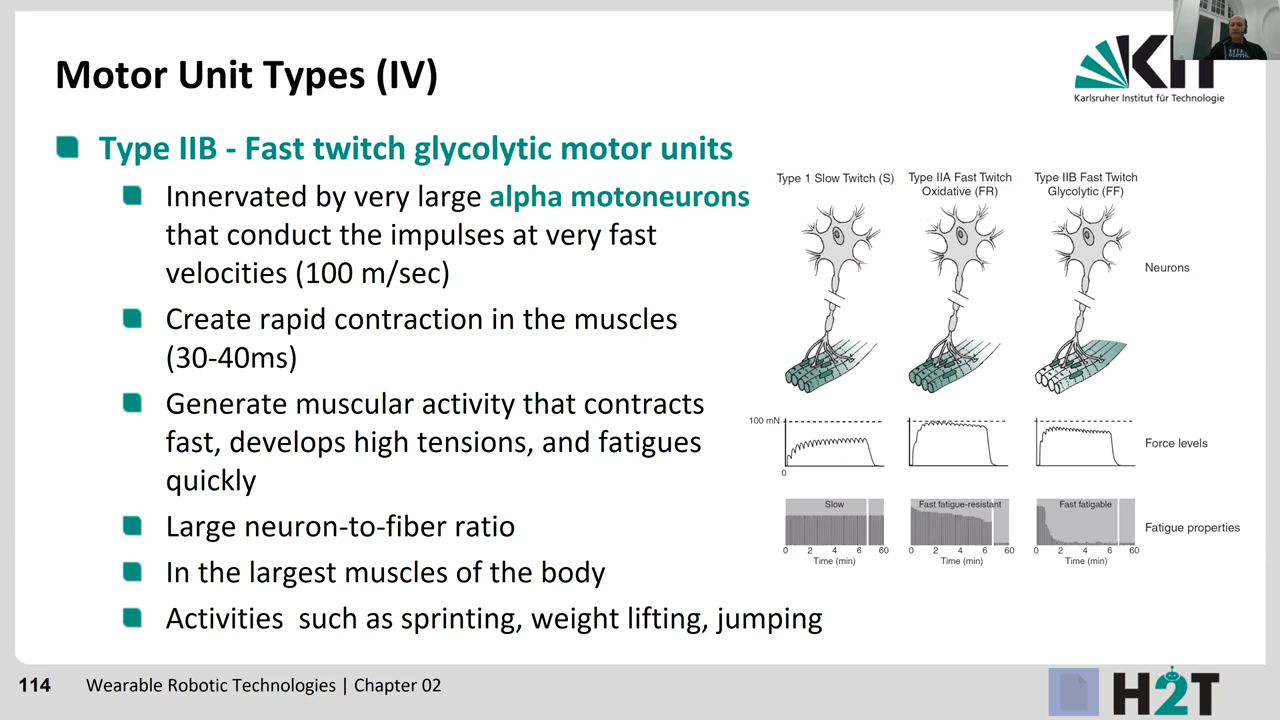 Motor Unit Types (IV)
KIT
Karlsruher Institut für Technologie
Type IIB - Fast twitch glycolytic motor units
Innervated by very large alpha motoneurons
that conduct the impulses at very fast
velocities (100 m/sec)
Create rapid contraction in the muscles
(30-40ms)
Generate muscular activity that contracts
fast, develops high tensions, and fatigues
quickly
Large neuron-to-fiber ratio
In the largest muscles of the body
Activities such as sprinting, weight lifting, jumping
Type 1 Slow Twitch (S)
Type IIA Fast Twitch
Oxidative (FR)
Type IIB Fast Twitch
Glycolytic (FF)
Neurons
100 mN
0
Force levels
Slow
Fast fatigue-resistant
Fast fatigable
Fatigue properties
0 2 4 6 60
0 2 4 6 60
0 2 4 6 60
Time (min)
Time (min)
Time (min)
114 Wearable Robotic Technologies | Chapter 02
H2T